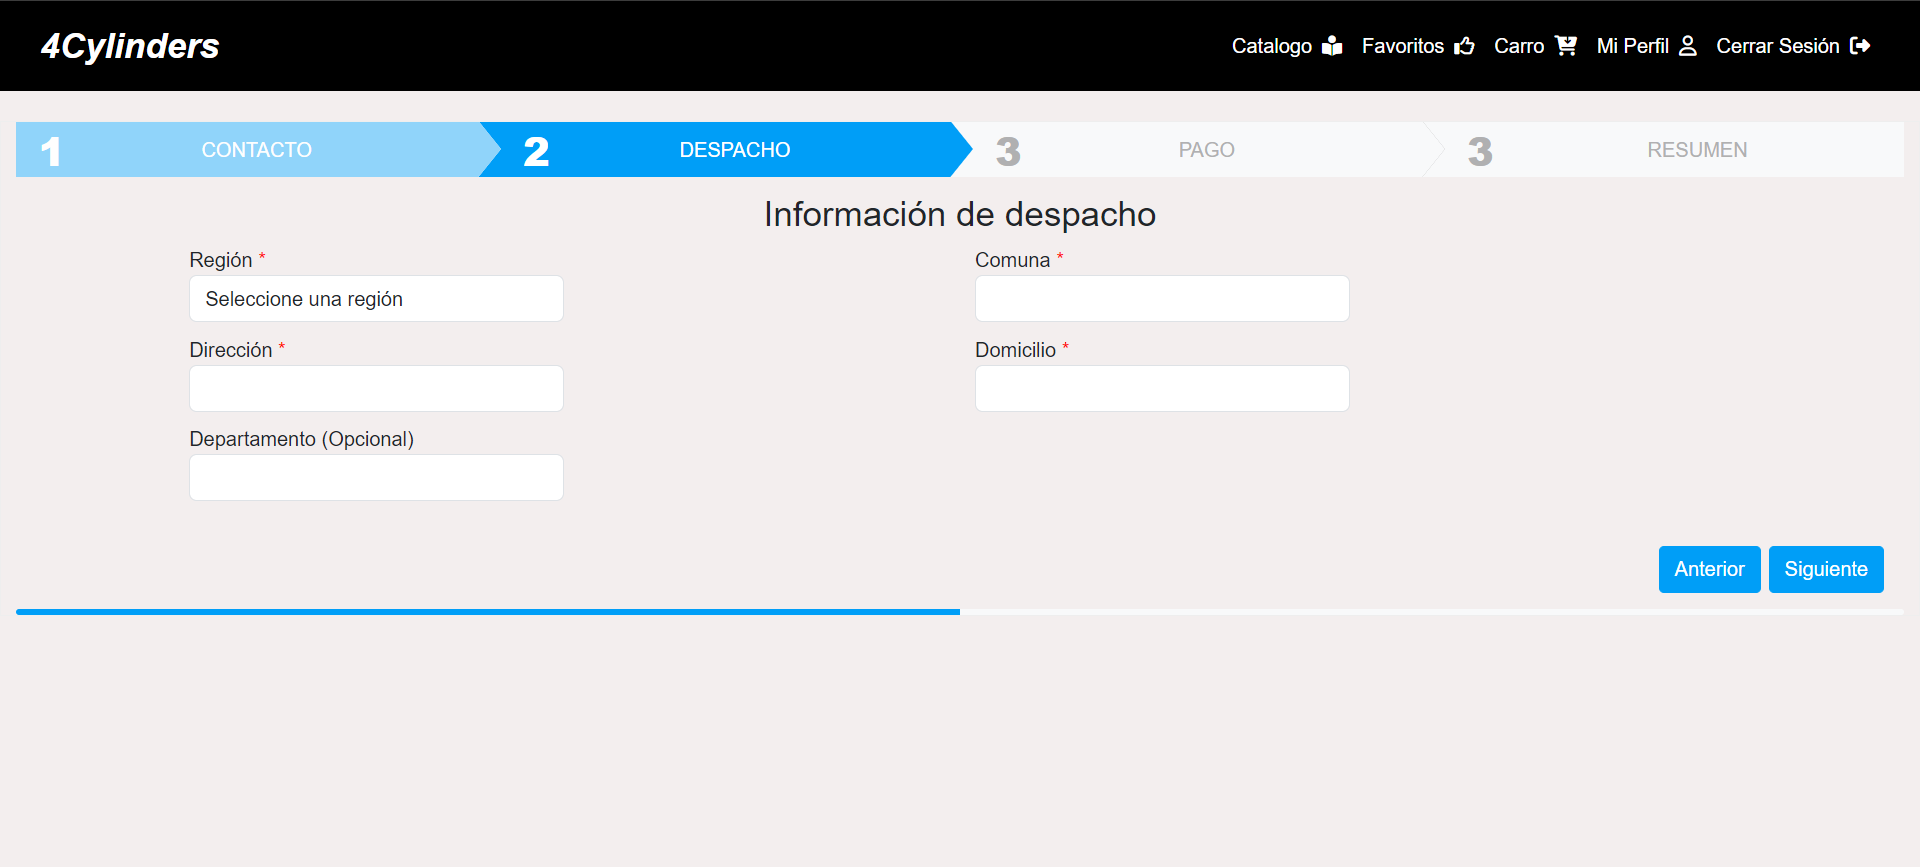 4Cylinders
Catalogo Favoritos Carro Mi Perfil Cerrar Sesión
1 CONTACTO 2 DESPACHO 3 PAGO 3 RESUMEN
Información de despacho
Región * Comuna *
Seleccione una región
Dirección * Domicilio *
Departamento (Opcional)
Anterior Siguiente